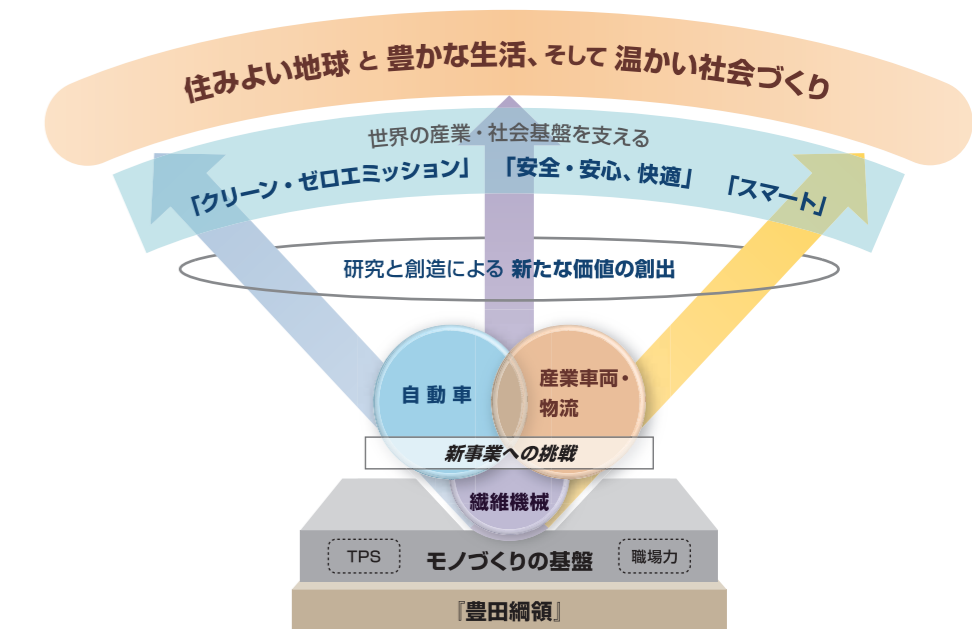 住みよい地球 と 豊かな生活、そして 温かい社会づくり
世界の産業・社会基盤を支える
「クリーン・ゼロエミッション」 「安全・安心、快適」 「スマート」
研究と創造による 新たな価値の創出
自動車
産業車両・
物流
新事業への挑戦
繊維機械
TPS
モノづくりの基盤
職場力
『豊田綱領』